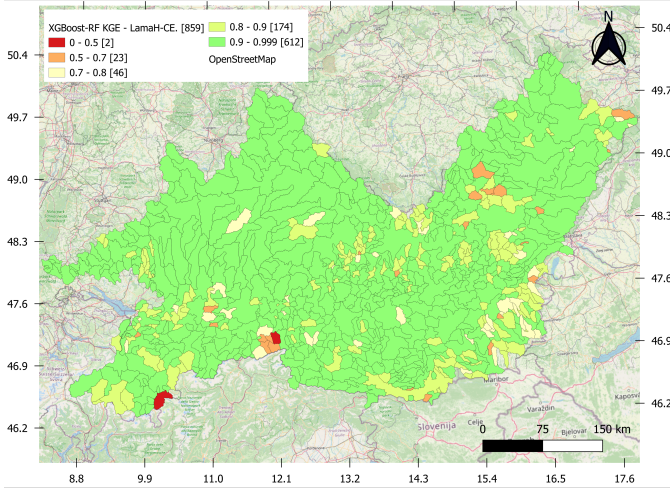 XGBoost-RF KGE - LamaH-CE. [859]
0 - 0.5 [2]
0.5 - 0.7 [23]
0.7 - 0.8 [46]
0.8 - 0.9 [174]
0.9 - 0.999 [612]
OpenStreetMap
N
50.4
49.7
49.0
48.3
47.6
46.9
46.2
50.4
49.7
49.0
48.3
47.6
46.9
46.2
Maribor
Varaždin
Slovenija
Celje
Bjelovar
Kaposvá
0
75
150 km
8.8
9.9
11.0
12.1
13.2
14.3
15.4
16.5
17.6